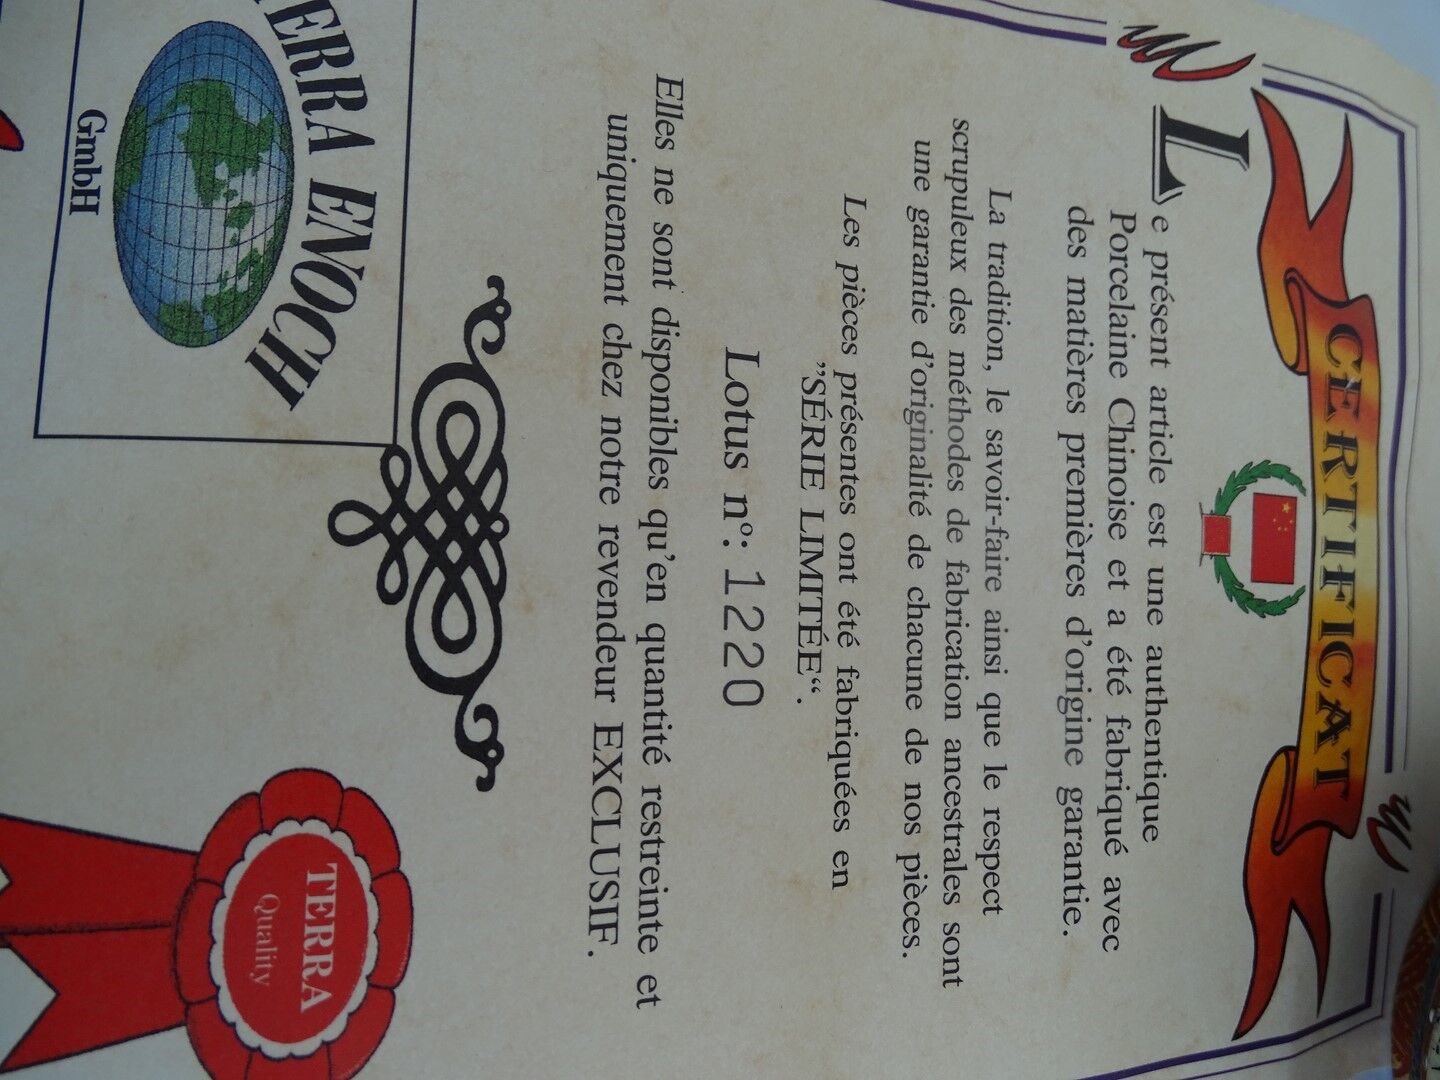 CERTIFICAT
Le présent article est une authentique
Porcelaine Chinoise et a été fabriqué avec
des matières premières d'origine garantie.
La tradition, le savoir-faire ainsi que le respect
scrupuleux des méthodes de fabrication ancestrales sont
une garantie d'originalité de chacune de nos pièces.
Les pièces présentes ont été fabriquées en
”SÉRIE LIMITÉE“.
Lotus n°: 1220
Elles ne sont disponibles qu'en quantité restreinte et
uniquement chez notre revendeur EXCLUSIF.
TERRA ENOCH
GmbH
TERRA
Quality